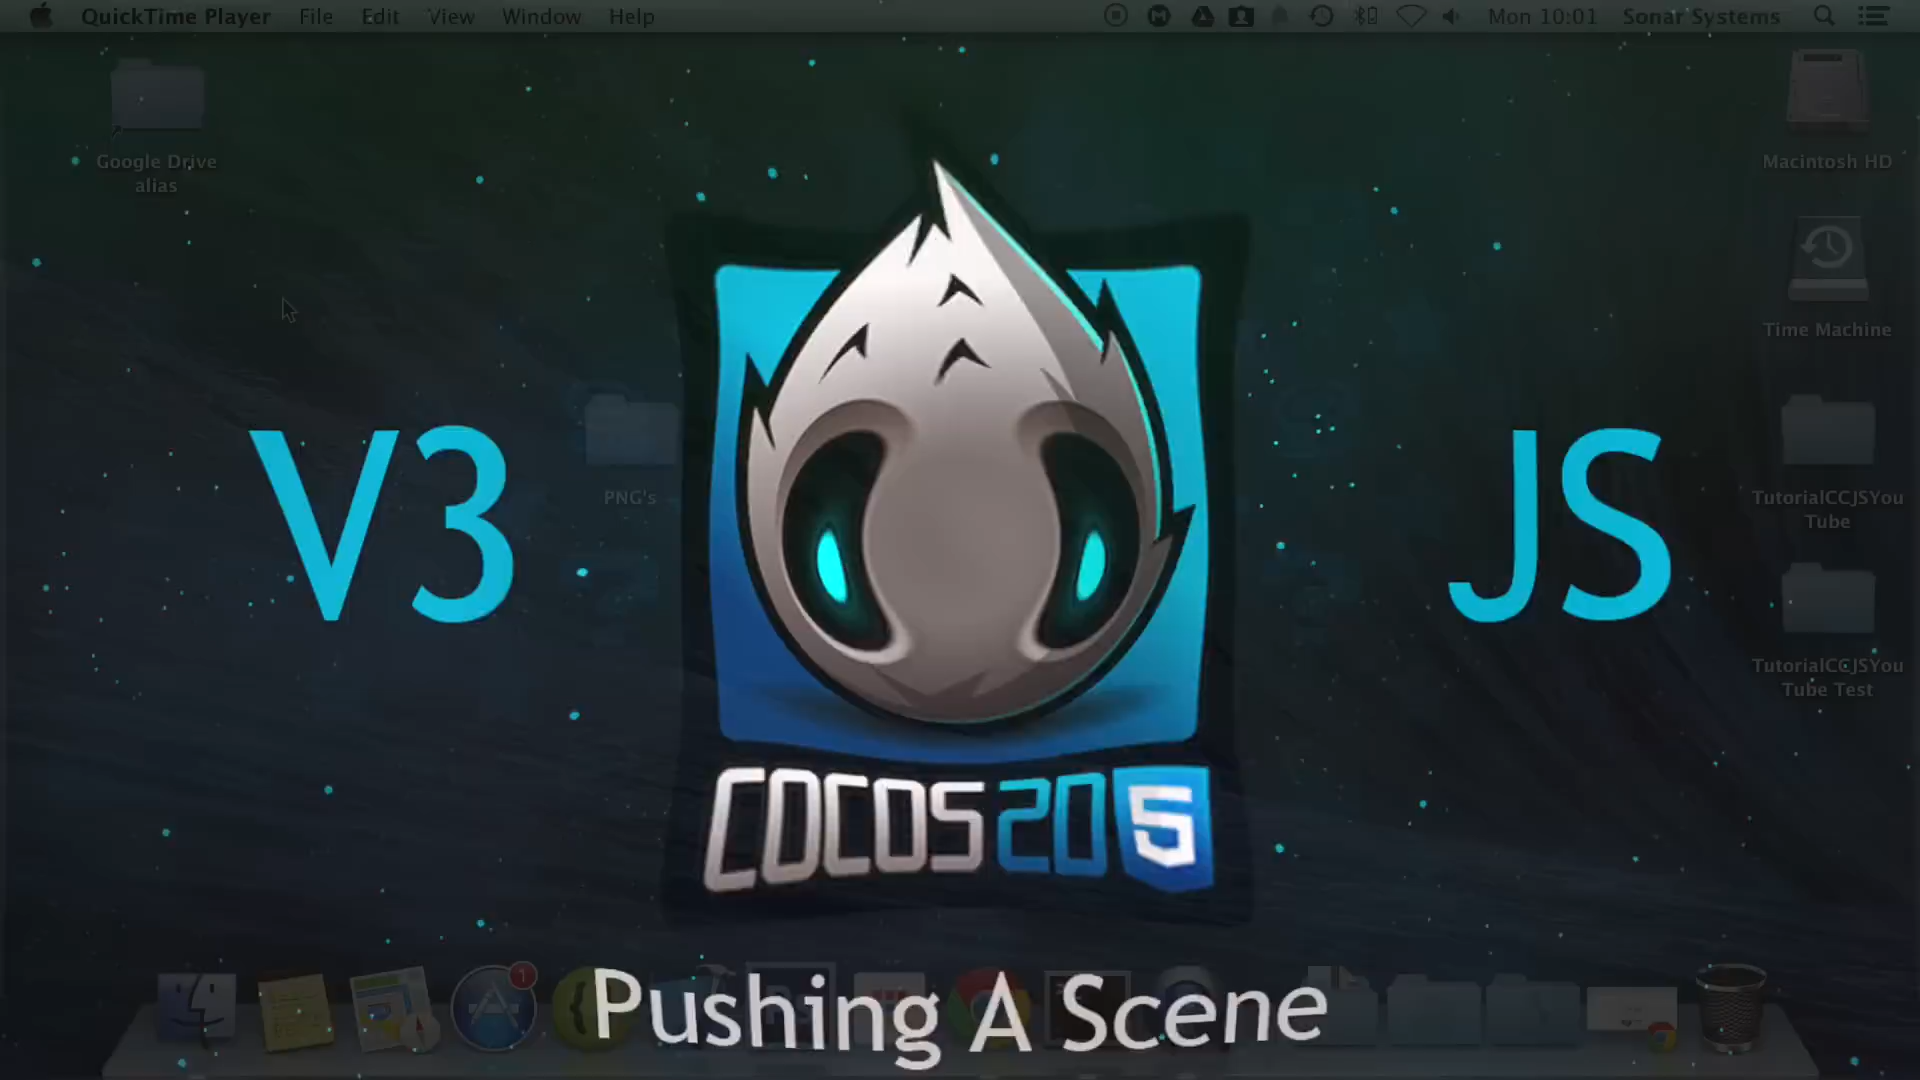 QuickTime Player File Edit View Window Help Mon 10:01 Sonar Systems
Google Drive
alias
Macintosh HD
Time Machine
V3
JS
PNG's
TutorialCCJSYou
Tube
TutorialCCJSYou
Tube Test
COCOS2D 5
1
Pushing A Scene